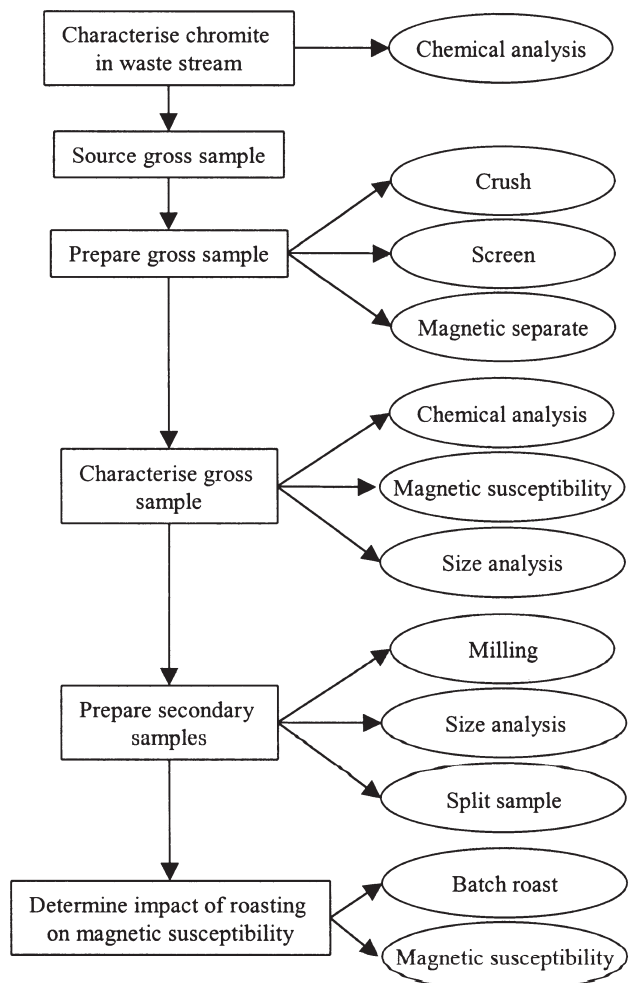 Characterise chromite
in waste stream
Chemical analysis
Source gross sample
Prepare gross sample
Crush
Screen
Magnetic separate
Characterise gross
sample
Chemical analysis
Magnetic susceptibility
Size analysis
Prepare secondary
samples
Milling
Size analysis
Split sample
Determine impact of roasting
on magnetic susceptibility
Batch roast
Magnetic susceptibility